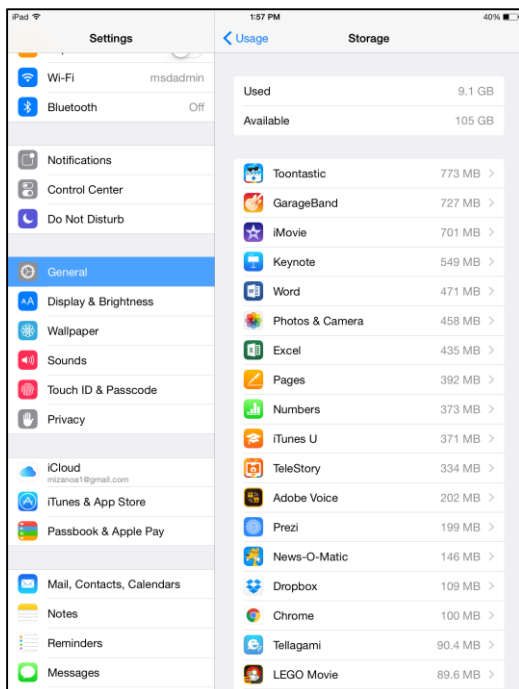 iPad
1:57 PM
40%
Settings
Wi-Fi msdadmin
Bluetooth Off
Notifications
Control Center
Do Not Disturb
General
Display & Brightness
Wallpaper
Sounds
Touch ID & Passcode
Privacy
iCloud
mizanoa1@gmail.com
iTunes & App Store
Passbook & Apple Pay
Mail, Contacts, Calendars
Notes
Reminders
Messages
Usage
Storage
Used 9.1 GB
Available 105 GB
Toontastic 773 MB
GarageBand 727 MB
iMovie 701 MB
Keynote 549 MB
Word 471 MB
Photos & Camera 458 MB
Excel 435 MB
Pages 392 MB
Numbers 373 MB
iTunes U 371 MB
TeleStory 334 MB
Adobe Voice 202 MB
Prezi 199 MB
News-O-Matic 146 MB
Dropbox 109 MB
Chrome 100 MB
Tellagami 90.4 MB
LEGO Movie 89.6 MB